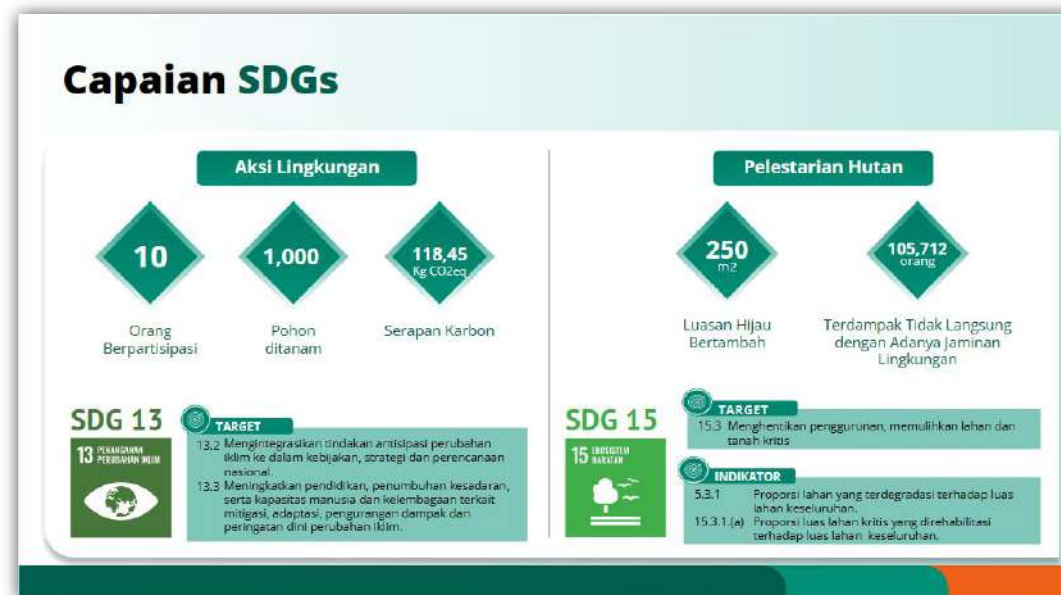 Capaian SDGs
Aksi Lingkungan
10
1,000
118,45
Kg CO2eq
Orang
Berpartisipasi
Pohon
ditanam
Serapan Karbon
SDG 13
13 PENANGANAN
PERUBAHAN IKLIM
TARGET
13.2 Mengintegrasikan tindakan antisipasi perubahan
iklim ke dalam kebijakan, strategi dan perencanaan
nasional.
13.3 Meningkatkan pendidikan, penumbuhan kesadaran,
serta kapasitas manusia dan kelembagaan terkait
mitigasi, adaptasi, pengurangan dampak dan
peringatan dini perubahan iklim.
Pelestarian Hutan
250
m2
105,712
orang
Luasan Hijau
Bertambah
Terdampak Tidak Langsung
dengan Adanya Jaminan
Lingkungan
SDG 15
15 EKOSISTEM
DARATAN
TARGET
15.3 Menghentikan penggurunan, memulihkan lahan dan
tanah kritis
INDIKATOR
5.3.1 Proporsi lahan yang terdegradasi terhadap luas
lahan keseluruhan.
15.3.1.(a) Proporsi luas lahan kritis yang direhabilitasi
terhadap luas lahan keseluruhan.